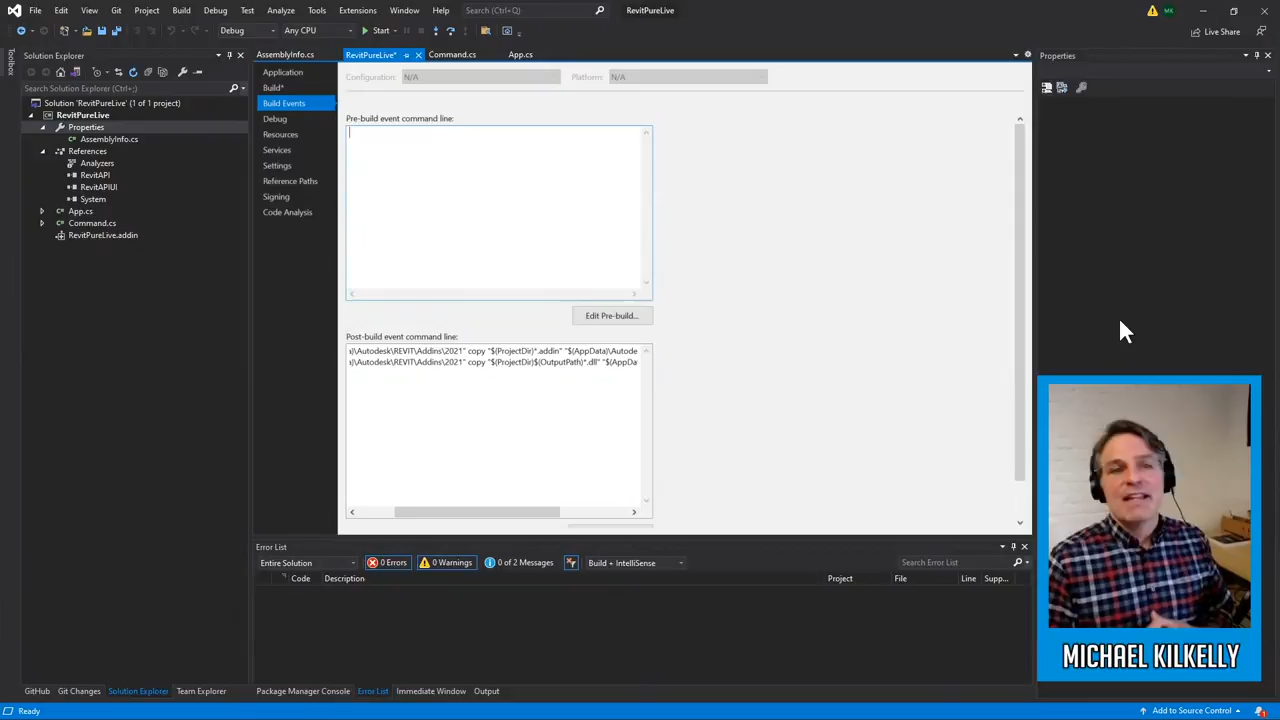 File Edit View Git Project Build Debug Test Analyze Tools Extensions Window Help Search (Ctrl+Q) RevitPureLive MK
Debug Any CPU Start Live Share
Toolbox
Solution Explorer
Search Solution Explorer (Ctrl+;)
Solution 'RevitPureLive' (1 of 1 project)
RevitPureLive
Properties
AssemblyInfo.cs
References
Analyzers
RevitAPI
RevitAPIUI
System
App.cs
Command.cs
RevitPureLive.addin
AssemblyInfo.cs RevitPureLive* Command.cs App.cs
Application
Build*
Build Events
Debug
Resources
Services
Settings
Reference Paths
Signing
Code Analysis
Configuration: N/A Platform: N/A
Pre-build event command line:
Edit Pre-build...
Post-build event command line:
a)\Autodesk\REVIT\Addins\2021" copy "$(ProjectDir)*.addin" "$(AppData)\Autode
a)\Autodesk\REVIT\Addins\2021" copy "$(ProjectDir)$(OutputPath)*.dll" "$(AppDa
Properties
Error List
Entire Solution 0 Errors 0 Warnings 0 of 2 Messages Build + IntelliSense Search Error List
Code Description Project File Line Supp...
MICHAEL KILKELLY
GitHub Git Changes Solution Explorer Team Explorer Package Manager Console Error List Immediate Window Output
Ready Add to Source Control 1